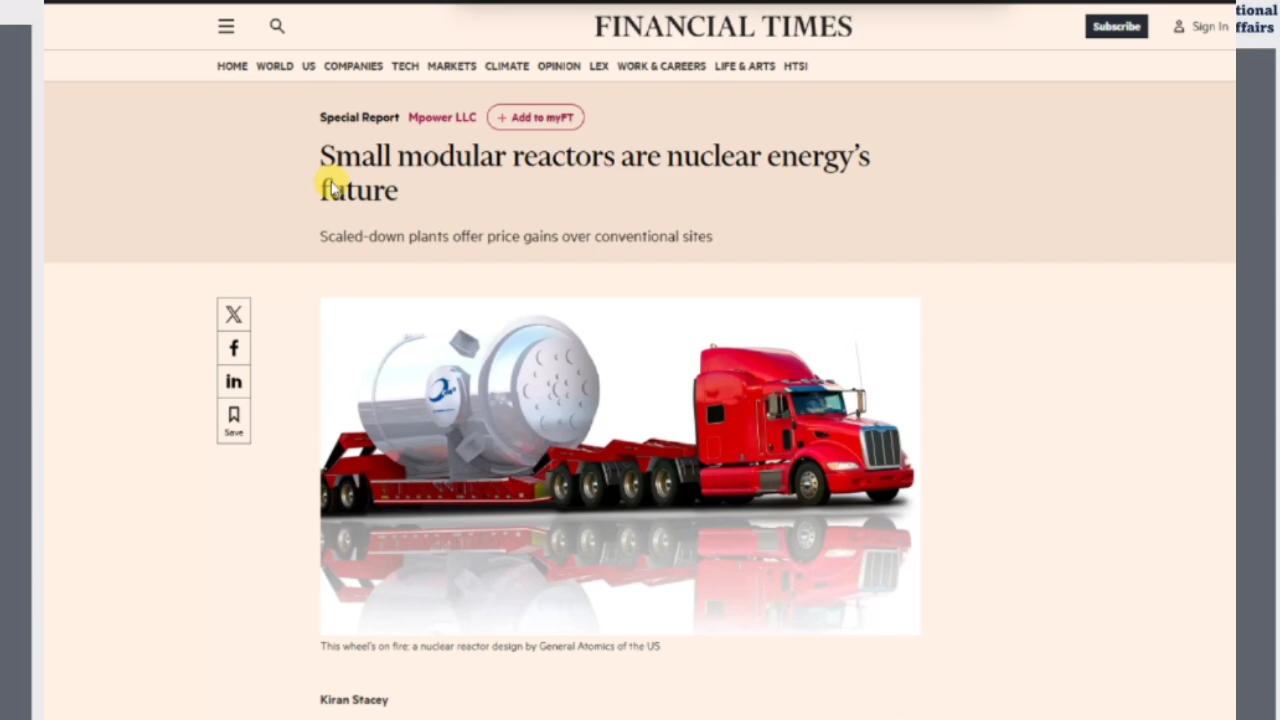 FINANCIAL TIMES
Subscribe
Sign In
tional
ffairs
HOME WORLD US COMPANIES TECH MARKETS CLIMATE OPINION LEX WORK & CAREERS LIFE & ARTS HTSI
Special Report Mpower LLC + Add to myFT
Small modular reactors are nuclear energy's
future
Scaled-down plants offer price gains over conventional sites
X
f
in
Save
This wheel's on fire: a nuclear reactor design by General Atomics of the US
Kiran Stacey